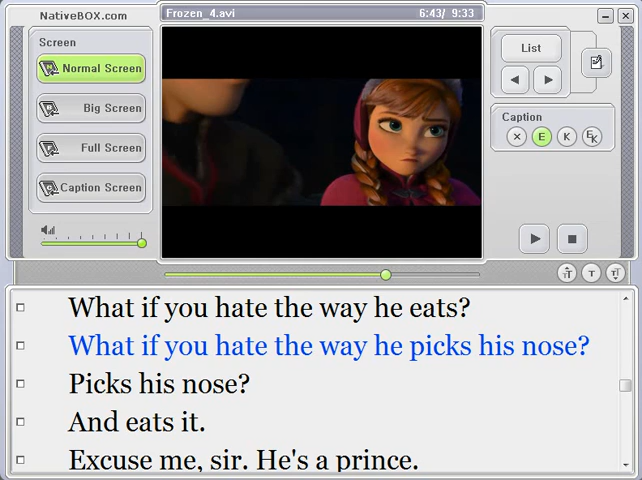 NativeBOX.com
Frozen_4.avi 6:43/ 9:33
Screen
Normal Screen
Big Screen
Full Screen
Caption Screen
List
Caption
X E K EK
T T T
What if you hate the way he eats?
What if you hate the way he picks his nose?
Picks his nose?
And eats it.
Excuse me, sir. He's a prince.